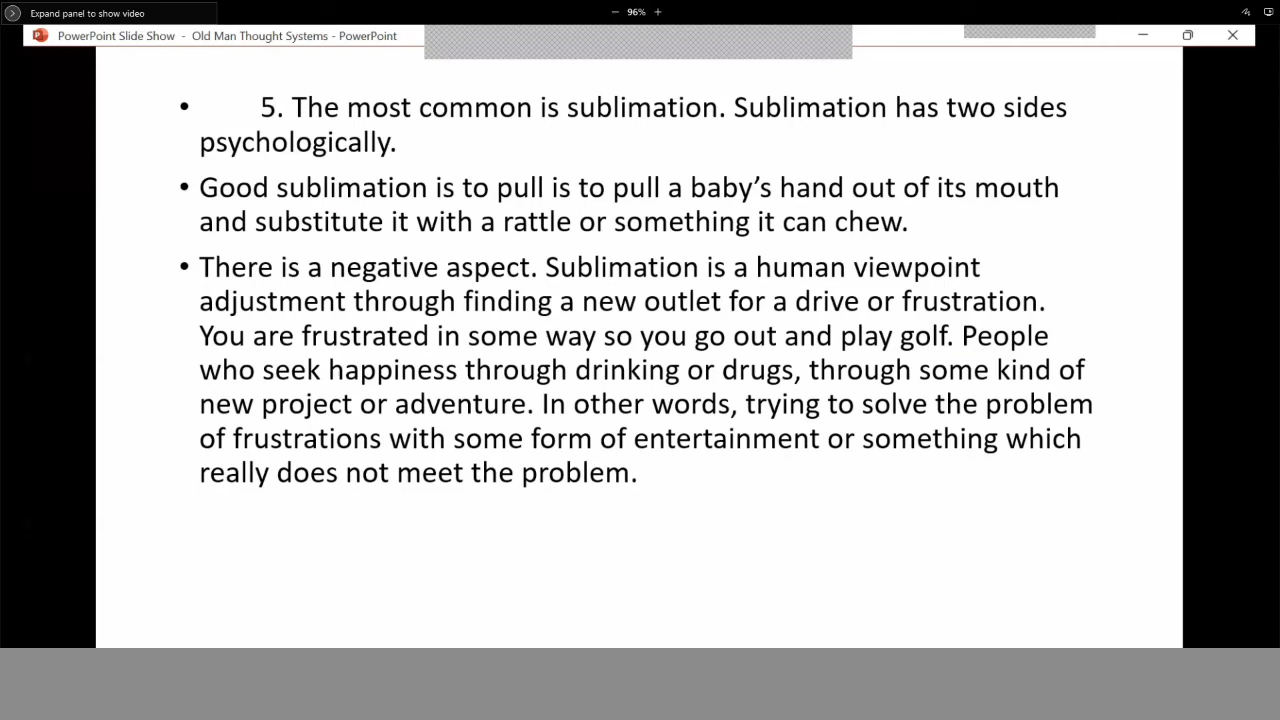 Expand panel to show video
− 96% +
PowerPoint Slide Show - Old Man Thought Systems - PowerPoint
• 5. The most common is sublimation. Sublimation has two sides
psychologically.
• Good sublimation is to pull is to pull a baby’s hand out of its mouth
and substitute it with a rattle or something it can chew.
• There is a negative aspect. Sublimation is a human viewpoint
adjustment through finding a new outlet for a drive or frustration.
You are frustrated in some way so you go out and play golf. People
who seek happiness through drinking or drugs, through some kind of
new project or adventure. In other words, trying to solve the problem
of frustrations with some form of entertainment or something which
really does not meet the problem.